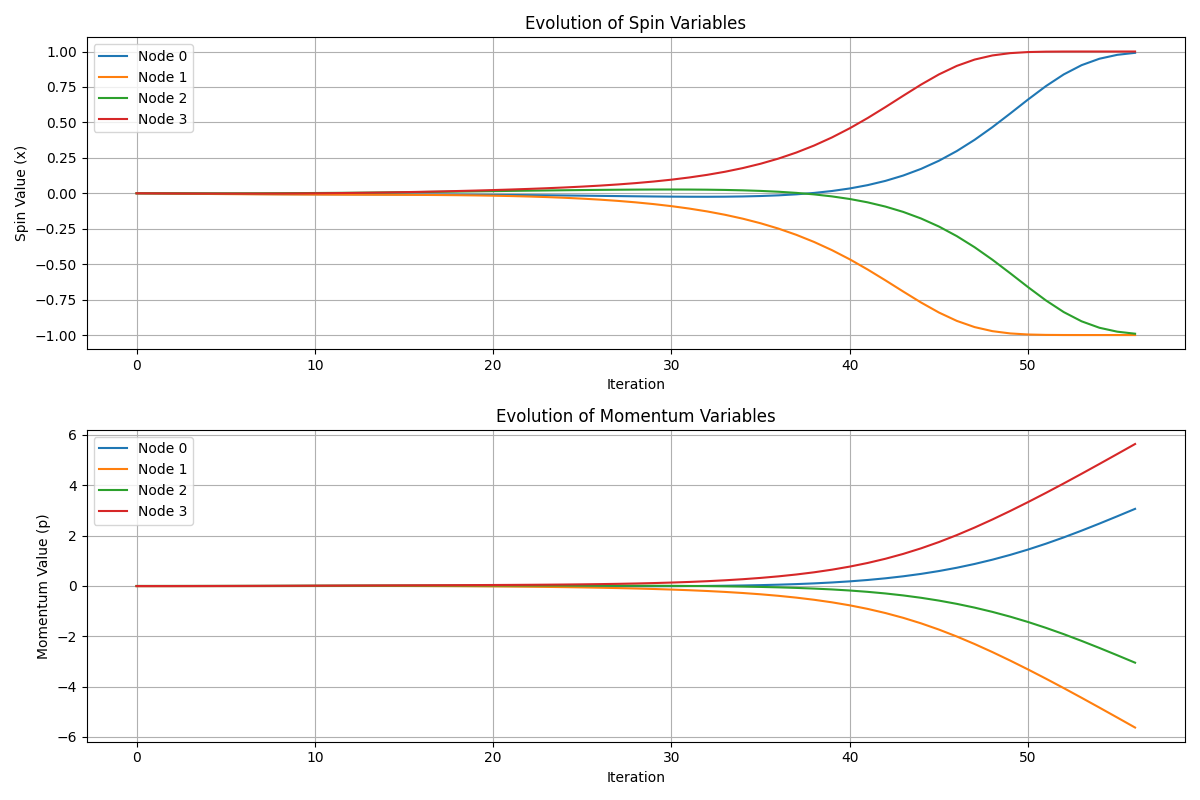 Evolution of Spin Variables
Spin Value (x)
1.00
0.75
0.50
0.25
0.00
−0.25
−0.50
−0.75
−1.00
Node 0
Node 1
Node 2
Node 3
0 10 20 30 40 50
Iteration
Evolution of Momentum Variables
Momentum Value (p)
6
4
2
0
−2
−4
−6
Node 0
Node 1
Node 2
Node 3
0 10 20 30 40 50
Iteration